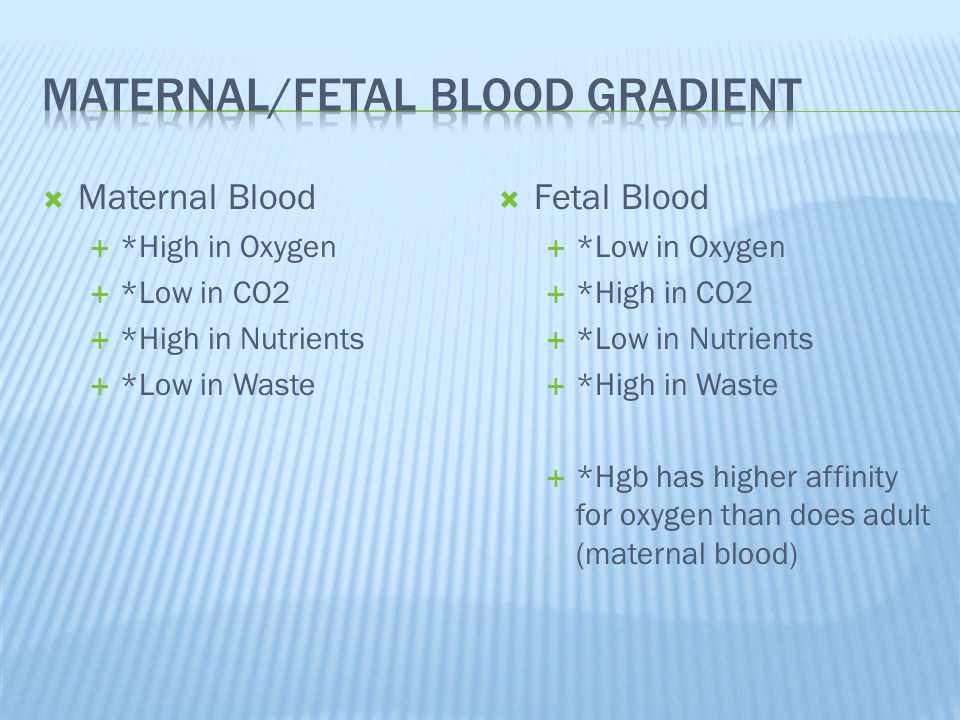 MATERNAL/FETAL BLOOD GRADIENT
Maternal Blood
*High in Oxygen
*Low in CO2
*High in Nutrients
*Low in Waste
Fetal Blood
*Low in Oxygen
*High in CO2
*Low in Nutrients
*High in Waste
*Hgb has higher affinity
for oxygen than does adult
(maternal blood)